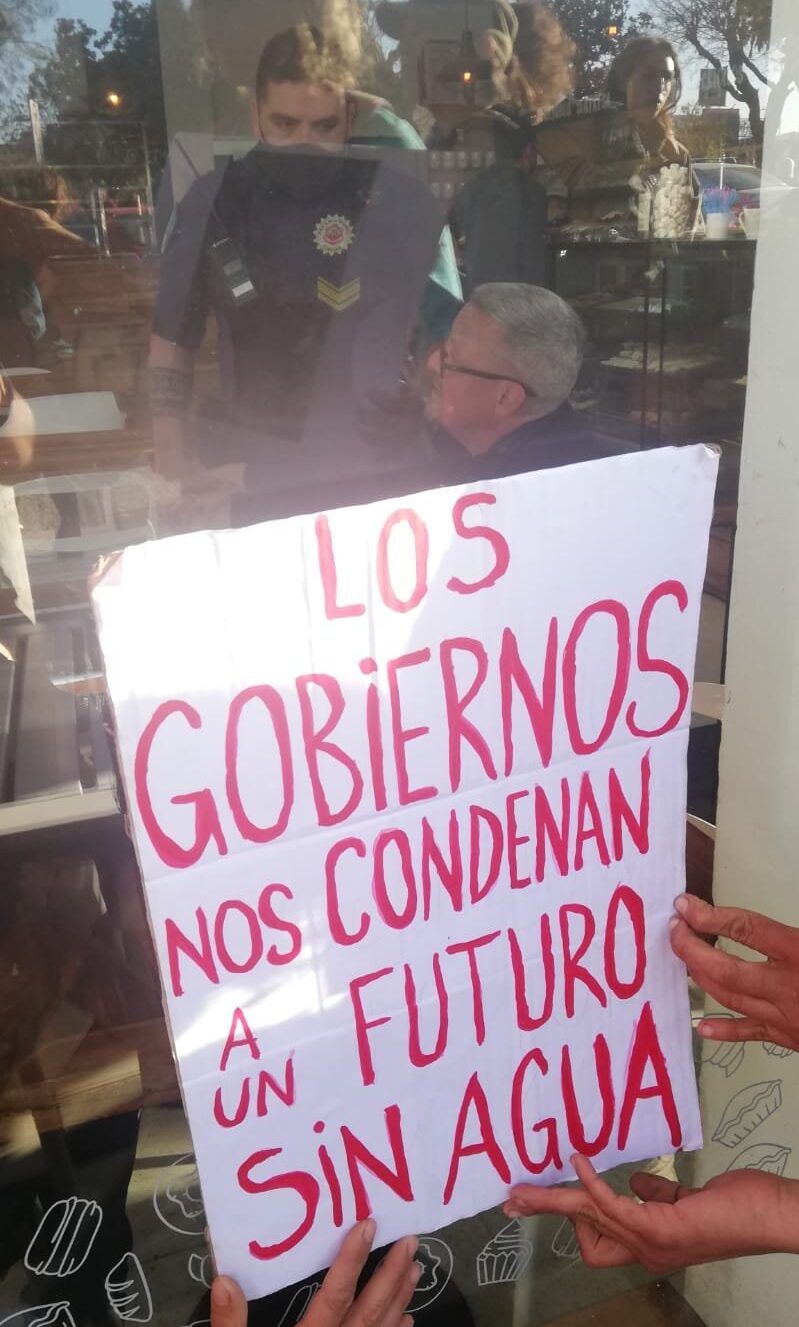 LOS
GOBIERNOS
NOS CONDENAN
A FUTURO
UN
SIN AGUA